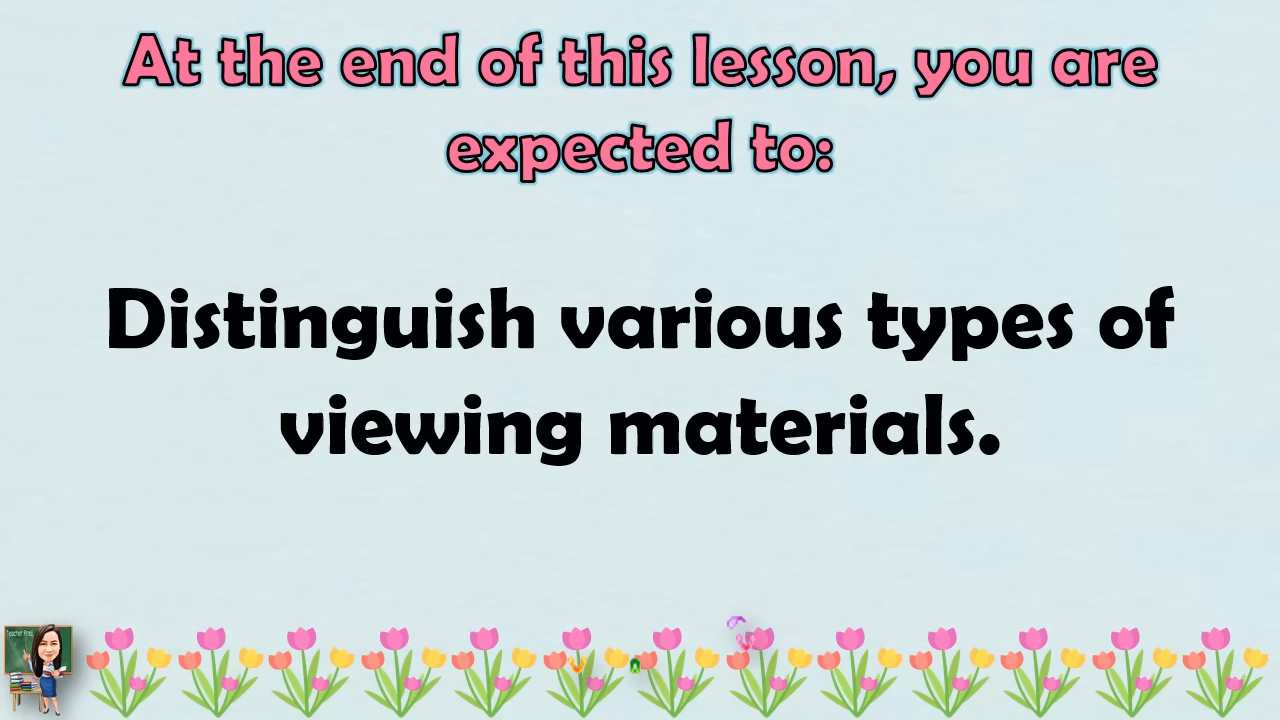 At the end of this lesson, you are
expected to:
Distinguish various types of
viewing materials.